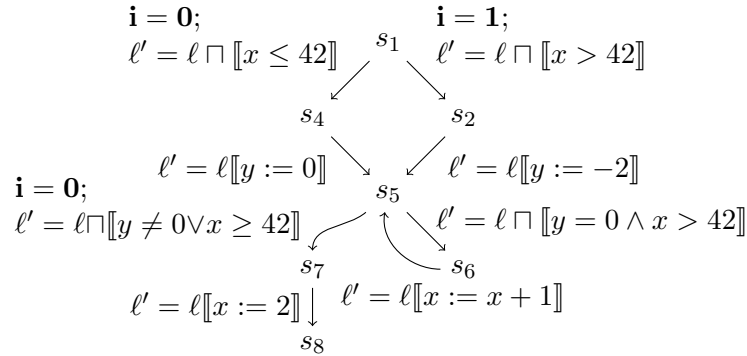 i = 0; i = 1;
ℓ′ = ℓ ⊓ ⟦x ≤ 42⟧ s₁ ℓ′ = ℓ ⊓ ⟦x > 42⟧
s₄ s₂
ℓ′ = ℓ⟦y := 0⟧ ℓ′ = ℓ⟦y := −2⟧
i = 0; s₅
ℓ′ = ℓ⊓⟦y ≠ 0∨x ≥ 42⟧ ℓ′ = ℓ ⊓ ⟦y = 0 ∧ x > 42⟧
s₇ s₆
ℓ′ = ℓ⟦x := 2⟧ ℓ′ = ℓ⟦x := x + 1⟧
s₈